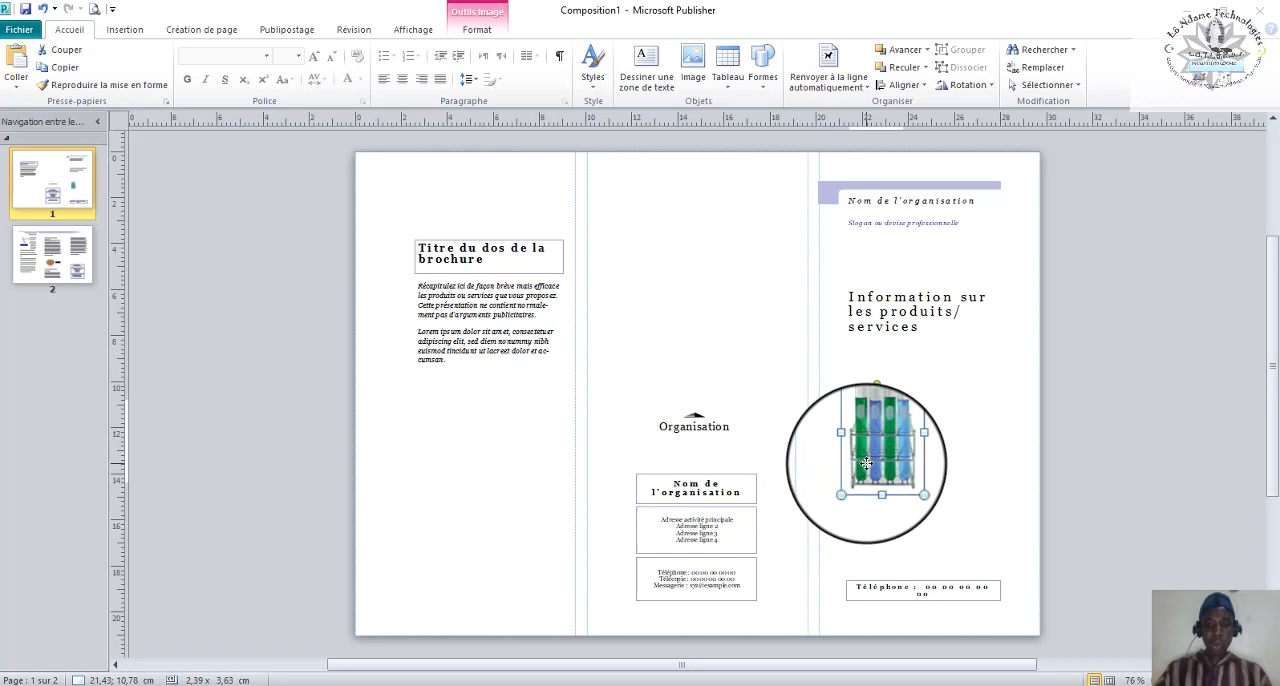 Composition1 - Microsoft Publisher
Outils Image
Fichier
Accueil
Insertion
Création de page
Publipostage
Révision
Affichage
Format
Coller
Couper
Copier
Reproduire la mise en forme
Presse-papiers
G I S x₂ x² Aa AV A
Police
Paragraphe
Styles
Style
Dessiner une zone de texte
Image
Tableau
Formes
Objets
Renvoyer à la ligne automatiquement
Avancer
Reculer
Aligner
Grouper
Dissocier
Rotation
Organiser
Rechercher
Remplacer
Sélectionner
Modification
Navigation entre le...
1
2
Titre du dos de la
brochure
Récapitulez ici de façon brève mais efficace
les produits ou services que vous proposez.
Cette présentation ne contient normale-
ment pas d'arguments publicitaires.
Lorem ipsum dolor sit amet, consectetuer
adipiscing elit, sed diem nonummy nibh
euismod tincidunt ut lacreet dolor et ac-
cumsan.
Organisation
Nom de
l'organisation
Adresse activité principale
Adresse ligne 2
Adresse ligne 3
Adresse ligne 4
Téléphone : 00 00 00 00 00
Télécopie : 00 00 00 00 00
Messagerie : xyz@example.com
Nom de l'organisation
Slogan ou devise professionnelle
Information sur
les produits/
services
Téléphone : 00 00 00 00
00
Page : 1 sur 2
21,43; 10,78 cm
2,39 x 3,63 cm
76 %